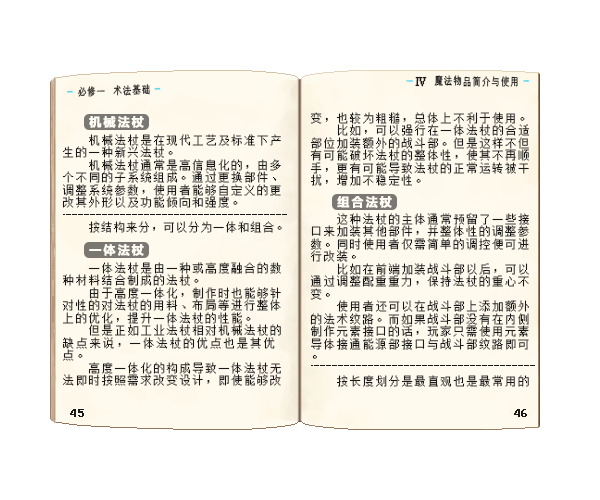 － 必修一　术法基础 －
机械法杖
机械法杖是在现代工艺及标准下产
生的一种新兴法杖。
机械法杖通常是高信息化的，由多
个不同的子系统组成。通过更换部件、
调整系统参数，使用者能够自定义的更
改其外形以及功能倾向和强度。
按结构来分，可以分为一体和组合。
一体法杖
一体法杖是由一种或高度融合的数
种材料结合制成的法杖。
由于高度一体化，制作时也能够针
对性的对法杖的用料、布局等进行整体
上的优化，提升一体法杖的性能。
但是正如工业法杖相对机械法杖的
缺点来说，一体法杖的优点也是其优
点。
高度一体化的构成导致一体法杖无
法即时按照需求改变设计，即使能够改
45
－ IV　魔法物品简介与使用 －
变，也较为粗糙，总体上不利于使用。
比如，可以强行在一体法杖的合适
部位加装额外的战斗部。但是这样不但
有可能破坏法杖的整体性，使其不再顺
手，更有可能导致法杖的正常运转被干
扰，增加不稳定性。
组合法杖
这种法杖的主体通常预留了一些接
口来加装其他部件，并整体性的调整参
数。同时使用者仅需简单的调控便可进
行改装。
比如在前端加装战斗部以后，可以
通过调整配重重力，保持法杖的重心不
变。
使用者还可以在战斗部上添加额外
的法术纹路。而如果战斗部没有在内侧
制作元素接口的话，玩家只需使用元素
导体接通能源部接口与战斗部纹路即可
。
按长度划分是最直观也是最常用的
46